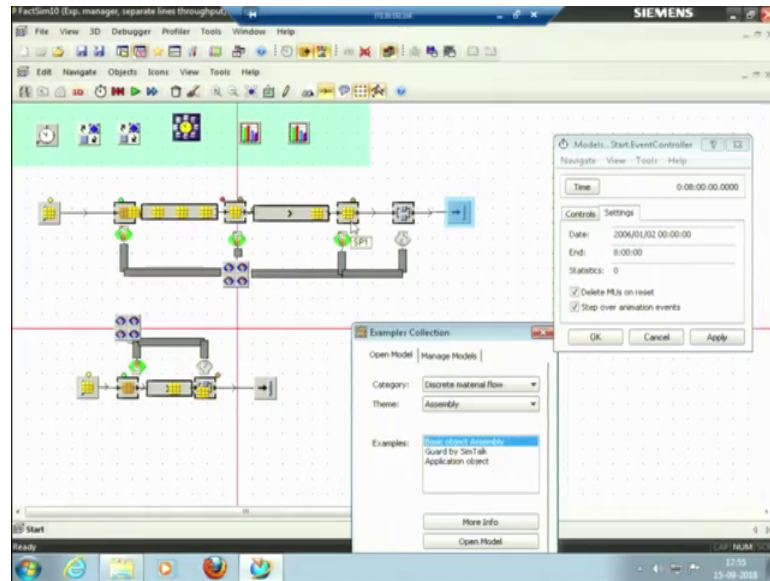 FactSim10 (Exp. manager, separate lines throughput,
SIEMENS
File View 3D Debugger Profiler Tools Window Help
Edit Navigate Objects Icons View Tools Help
3D
.Models...Start.EventController
Navigate View Tools Help
Time 0:08:00:00.0000
Controls Settings
Date: 2006/01/02 00:00:00
End: 8:00:00
Statistics: 0
Delete MUs on reset
Step over animation events
OK Cancel Apply
SP1
Examples Collection
Open Model Manage Models
Category: Discrete material flow
Theme: Assembly
Examples: Basic object Assembly
Guard by SimTalk
Application object
More Info
Open Model
Start
Ready
CAP NUM
12:55
15-09-2018